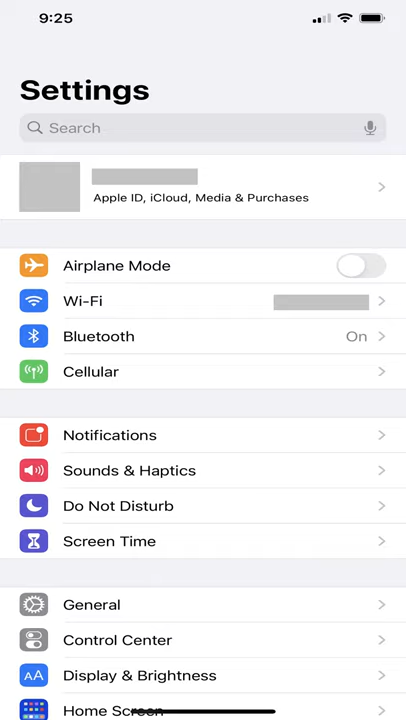 9:25
Settings
Search
Apple ID, iCloud, Media & Purchases
Airplane Mode
Wi-Fi
Bluetooth On
Cellular
Notifications
Sounds & Haptics
Do Not Disturb
Screen Time
General
Control Center
AA Display & Brightness
Home Screen